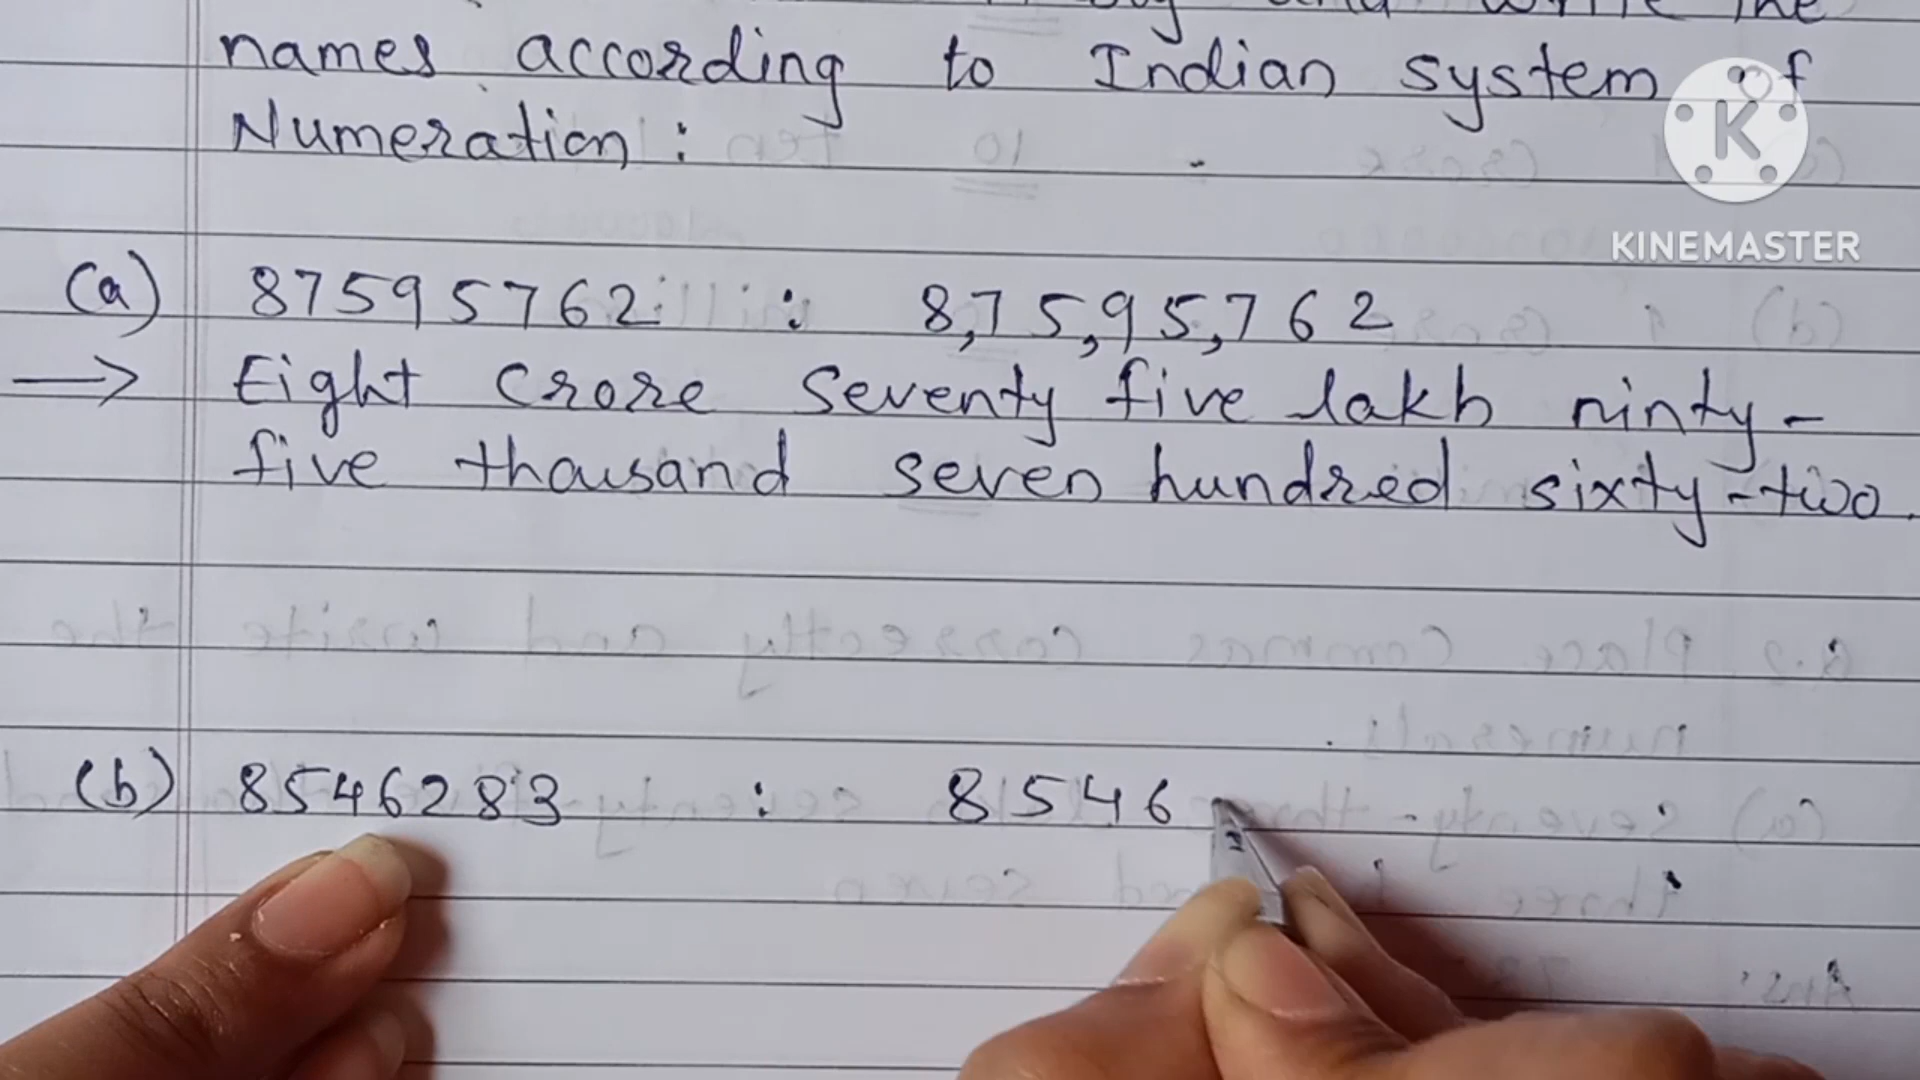 the
names according to Indian system of
Numeration :
KINEMASTER
(a) 87595762 : 8,75,95,762
→ Eight crore seventy five lakh ninty-
five thousand seven hundred sixty-two.
(b) 8546283 : 8546